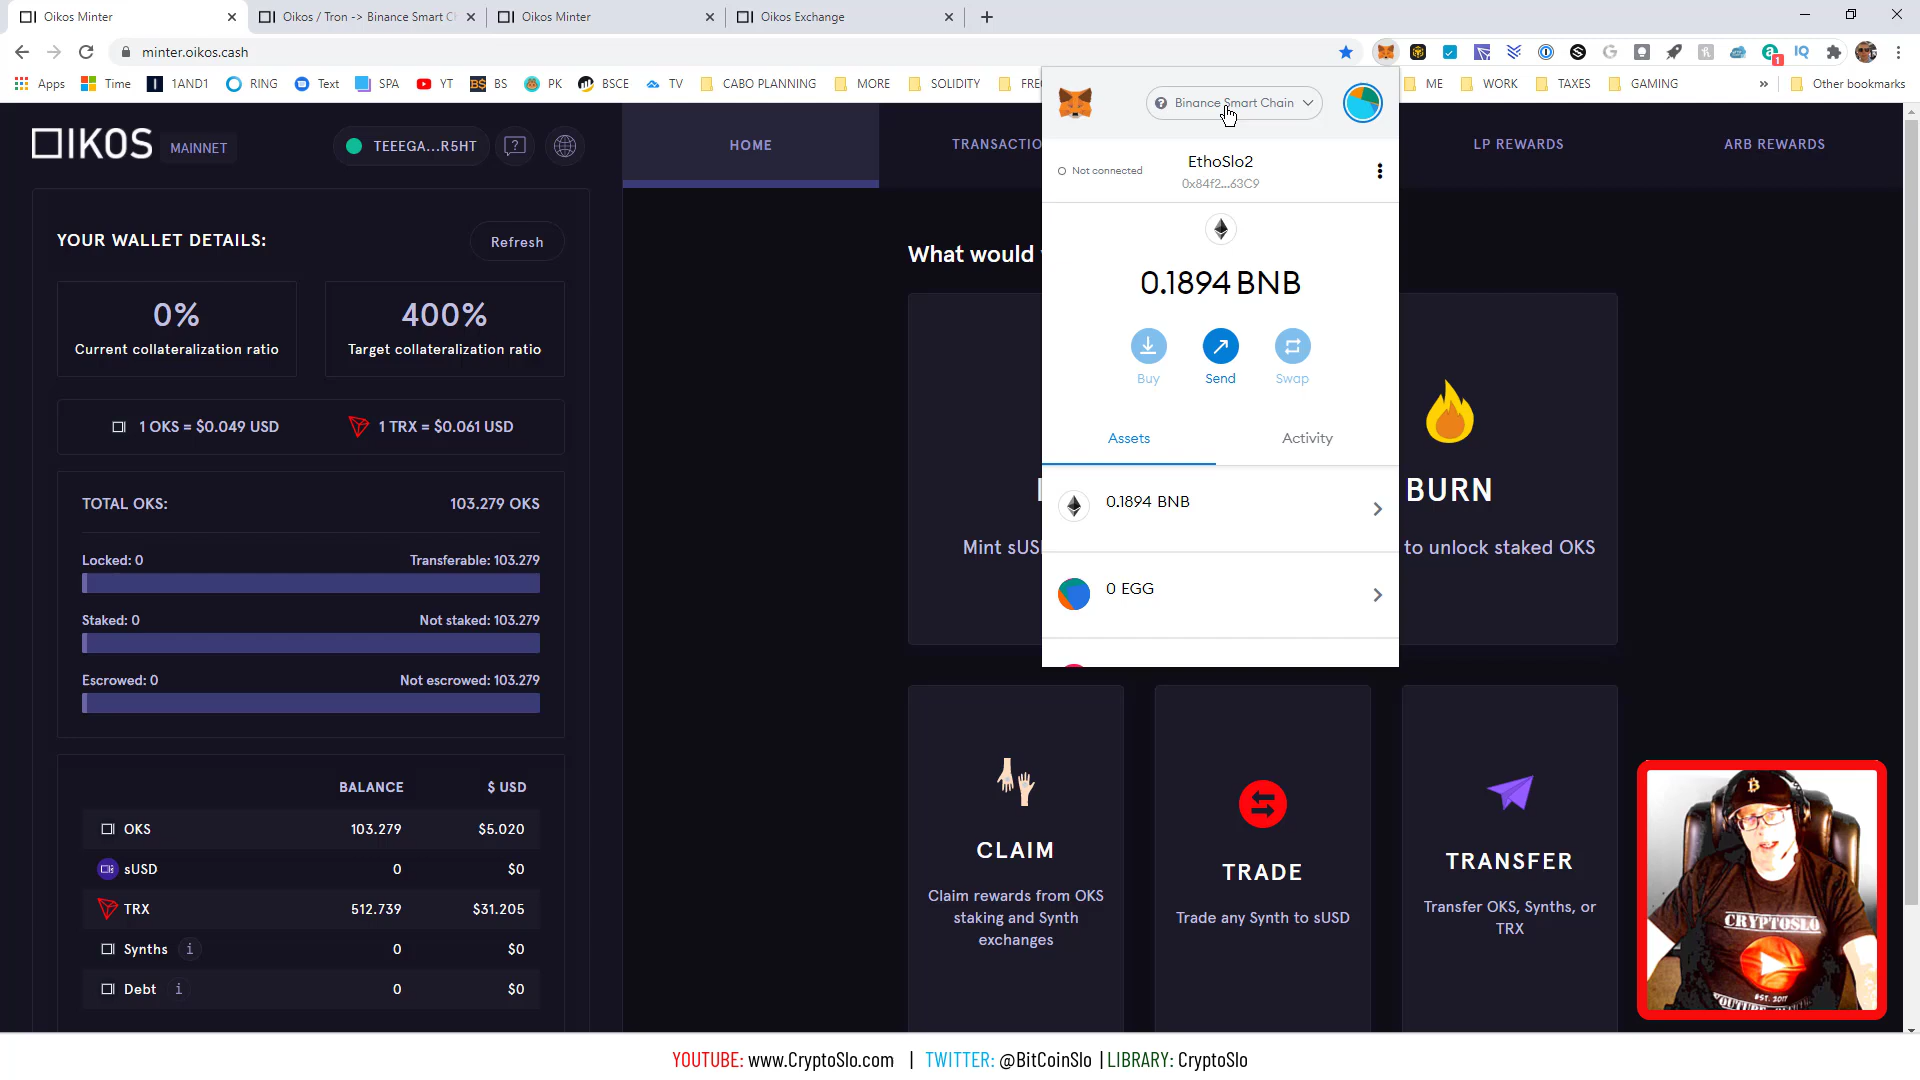 Oikos Minter
Oikos / Tron -> Binance Smart C
Oikos Minter
Oikos Exchange
minter.oikos.cash
Apps
Time
1AND1
RING
Text
SPA
YT
BS
PK
BSCE
TV
CABO PLANNING
MORE
SOLIDITY
FRE
ME
WORK
TAXES
GAMING
»
Other bookmarks
OIKOS MAINNET
TEEEGA...R5HT
HOME
TRANSACTIO
LP REWARDS
ARB REWARDS
YOUR WALLET DETAILS:
Refresh
0%
Current collateralization ratio
400%
Target collateralization ratio
1 OKS = $0.049 USD
1 TRX = $0.061 USD
TOTAL OKS: 103.279 OKS
Locked: 0 Transferable: 103.279
Staked: 0 Not staked: 103.279
Escrowed: 0 Not escrowed: 103.279
BALANCE $ USD
OKS 103.279 $5.020
sUSD 0 $0
TRX 512.739 $31.205
Synths i 0 $0
Debt i 0 $0
What would
Mint sUS
BURN
to unlock staked OKS
Binance Smart Chain
Not connected
EthoSlo2
0x84f2...63C9
0.1894 BNB
Buy
Send
Swap
Assets
Activity
0.1894 BNB
0 EGG
CLAIM
Claim rewards from OKS
staking and Synth
exchanges
TRADE
Trade any Synth to sUSD
TRANSFER
Transfer OKS, Synths, or
TRX
CRYPTOSLO
EST. 2017
YOUTUBE: www.CryptoSlo.com | TWITTER: @BitCoinSlo | LIBRARY: CryptoSlo